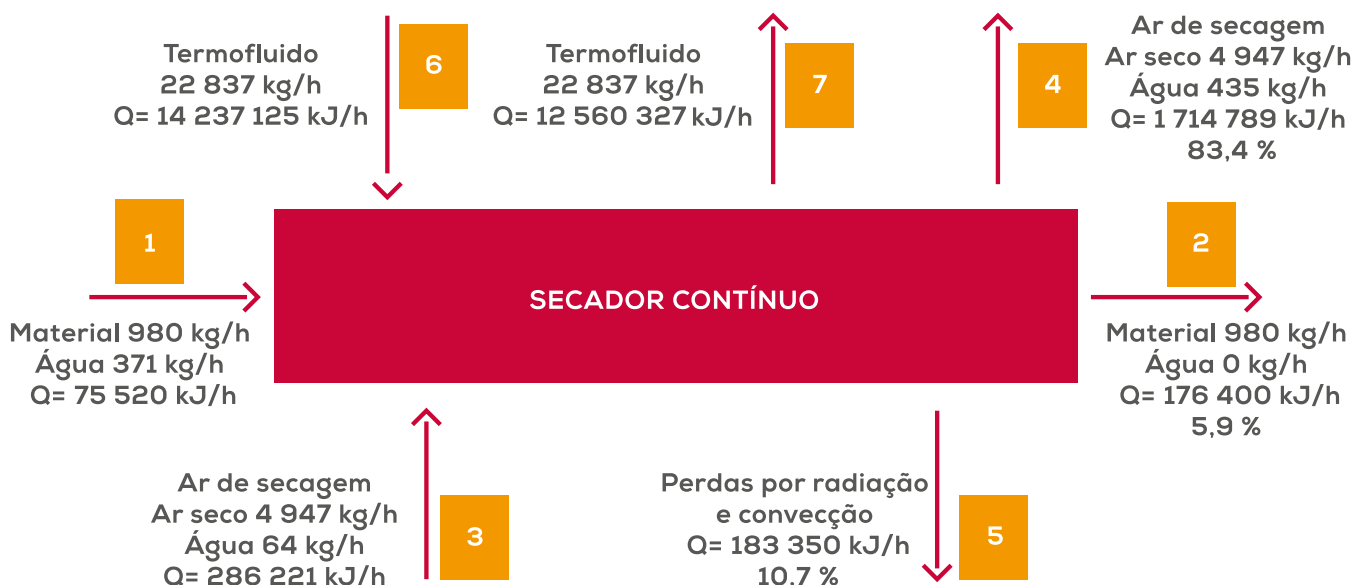 Termofluido
22 837 kg/h
Q= 14 237 125 kJ/h
6
Termofluido
22 837 kg/h
Q= 12 560 327 kJ/h
7
4
Ar de secagem
Ar seco 4 947 kg/h
Água 435 kg/h
Q= 1 714 789 kJ/h
83,4 %
1
Material 980 kg/h
Água 371 kg/h
Q= 75 520 kJ/h
SECADOR CONTÍNUO
2
Material 980 kg/h
Água 0 kg/h
Q= 176 400 kJ/h
5,9 %
Ar de secagem
Ar seco 4 947 kg/h
Água 64 kg/h
Q= 286 221 kJ/h
3
Perdas por radiação
e convecção
Q= 183 350 kJ/h
10,7 %
5